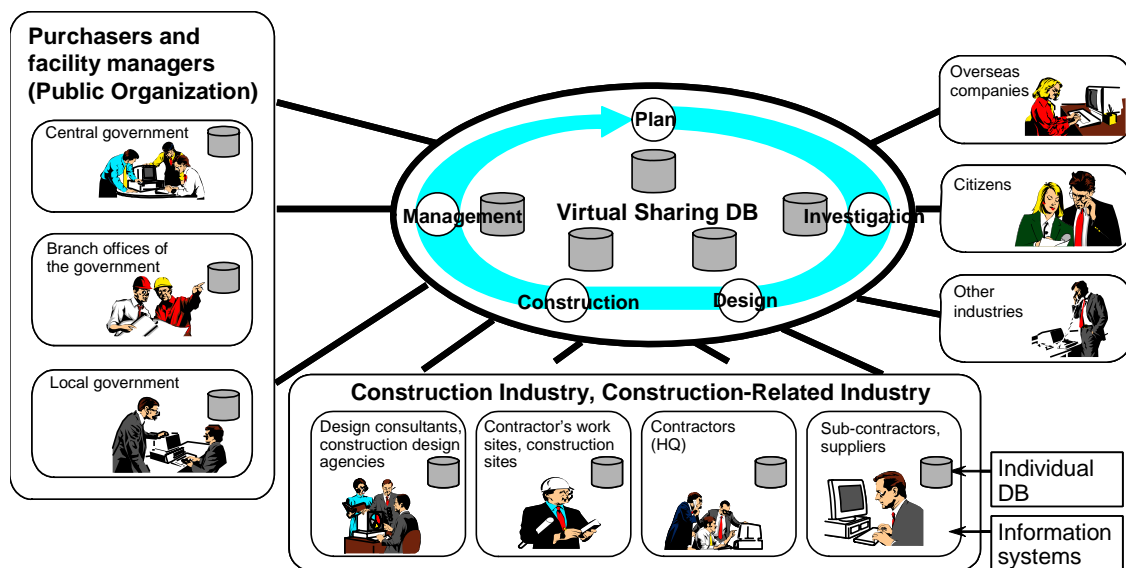 Purchasers and
facility managers
(Public Organization)
Central government
Branch offices of
the government
Local government
Plan
Management
Virtual Sharing DB
Investigation
Construction
Design
Overseas
companies
Citizens
Other
industries
Construction Industry, Construction-Related Industry
Design consultants,
construction design
agencies
Contractor's work
sites, construction
sites
Contractors
(HQ)
Sub-contractors,
suppliers
Individual
DB
Information
systems